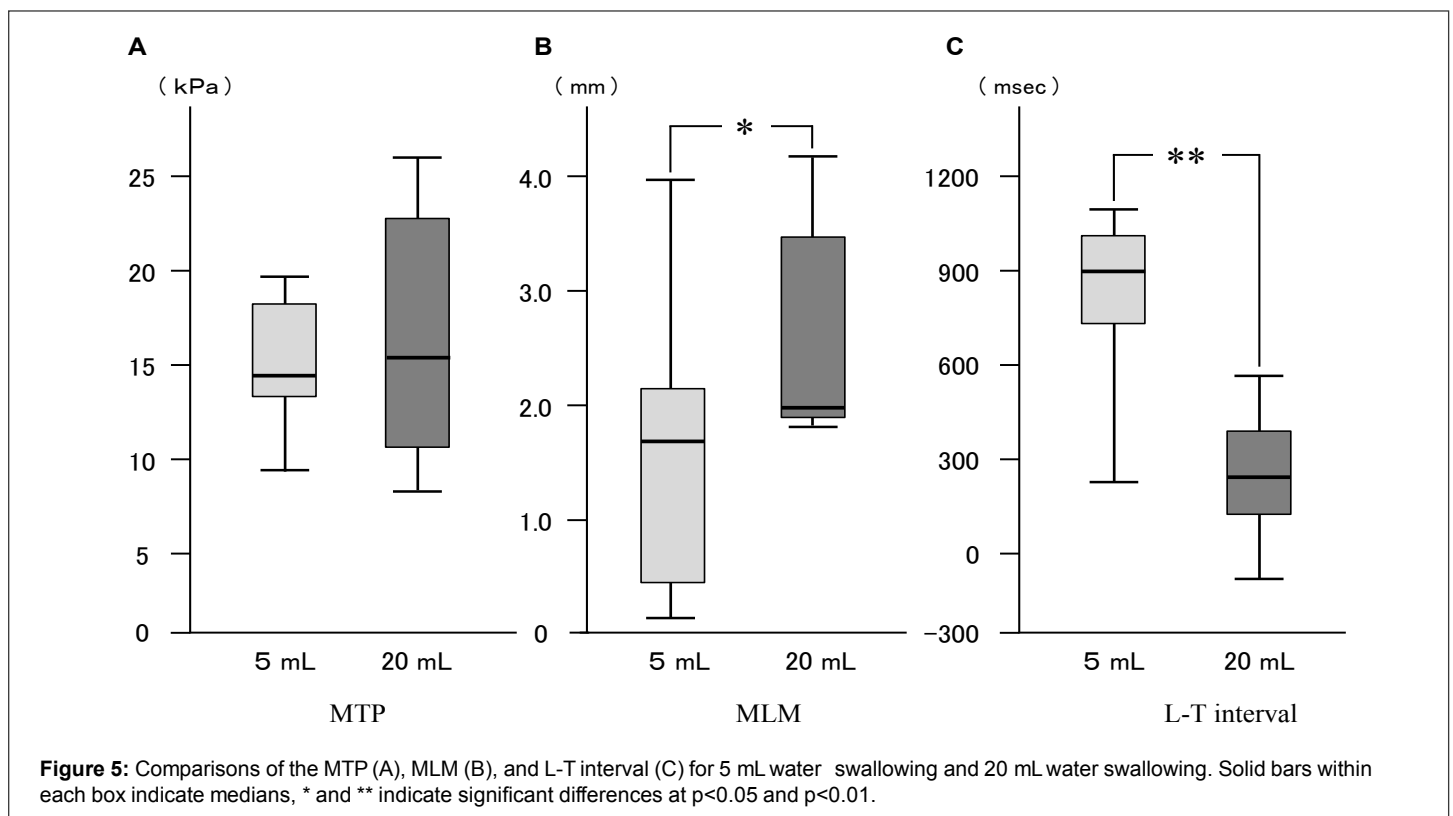 A
( kPa )
25
20
15
10
5
0
5 mL
20 mL
MTP
B
( mm )
*
4.0
3.0
2.0
1.0
0
5 mL
20 mL
MLM
C
( msec )
**
1200
900
600
300
0
-300
5 mL
20 mL
L-T interval
Figure 5: Comparisons of the MTP (A), MLM (B), and L-T interval (C) for 5 mL water swallowing and 20 mL water swallowing. Solid bars within
each box indicate medians, * and ** indicate significant differences at p<0.05 and p<0.01.